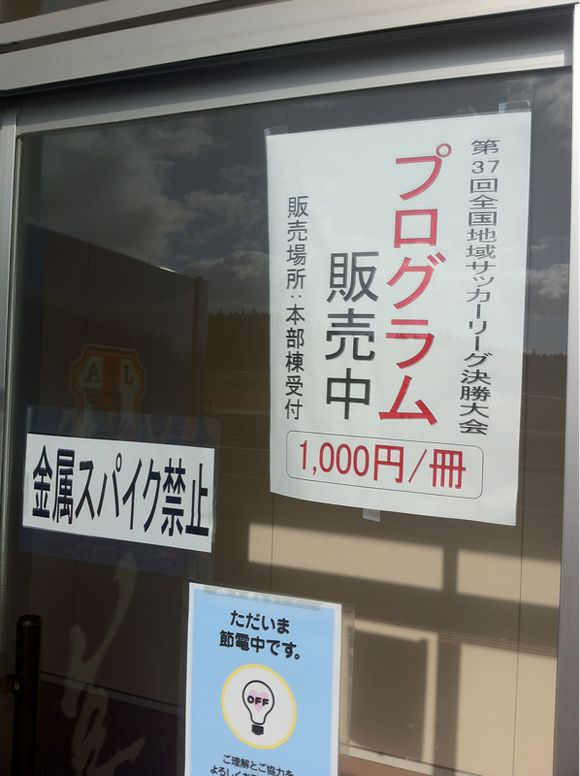 第37回全国地域サッカーリーグ決勝大会
プログラム
販売中
販売場所：本部棟受付
1,000円/冊
金属スパイク禁止
ただいま
節電中です。
OFF
ご理解とご協力を